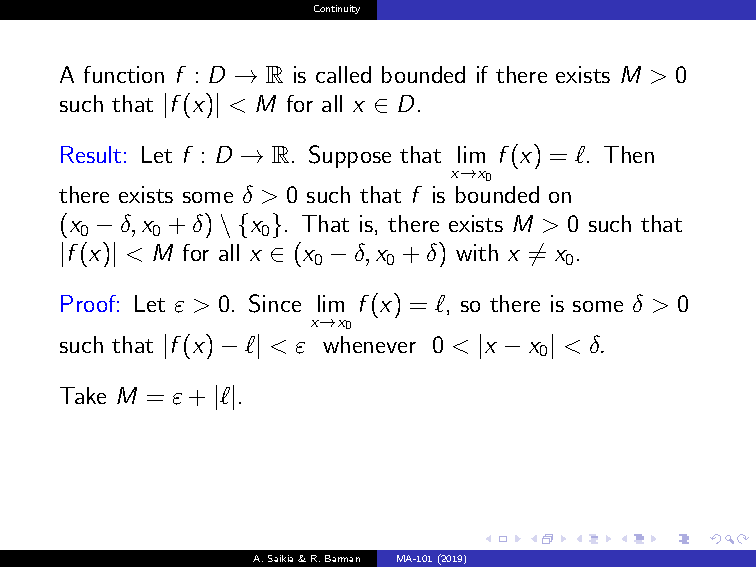 Continuity
A function f : D → ℝ is called bounded if there exists M > 0
such that |f(x)| < M for all x ∈ D.
Result: Let f : D → ℝ. Suppose that lim_{x→x₀} f(x) = ℓ. Then
there exists some δ > 0 such that f is bounded on
(x₀ − δ, x₀ + δ) \ {x₀}. That is, there exists M > 0 such that
|f(x)| < M for all x ∈ (x₀ − δ, x₀ + δ) with x ≠ x₀.
Proof: Let ε > 0. Since lim_{x→x₀} f(x) = ℓ, so there is some δ > 0
such that |f(x) − ℓ| < ε whenever 0 < |x − x₀| < δ.
Take M = ε + |ℓ|.
A. Saikia & R. Barman MA-101 (2019)